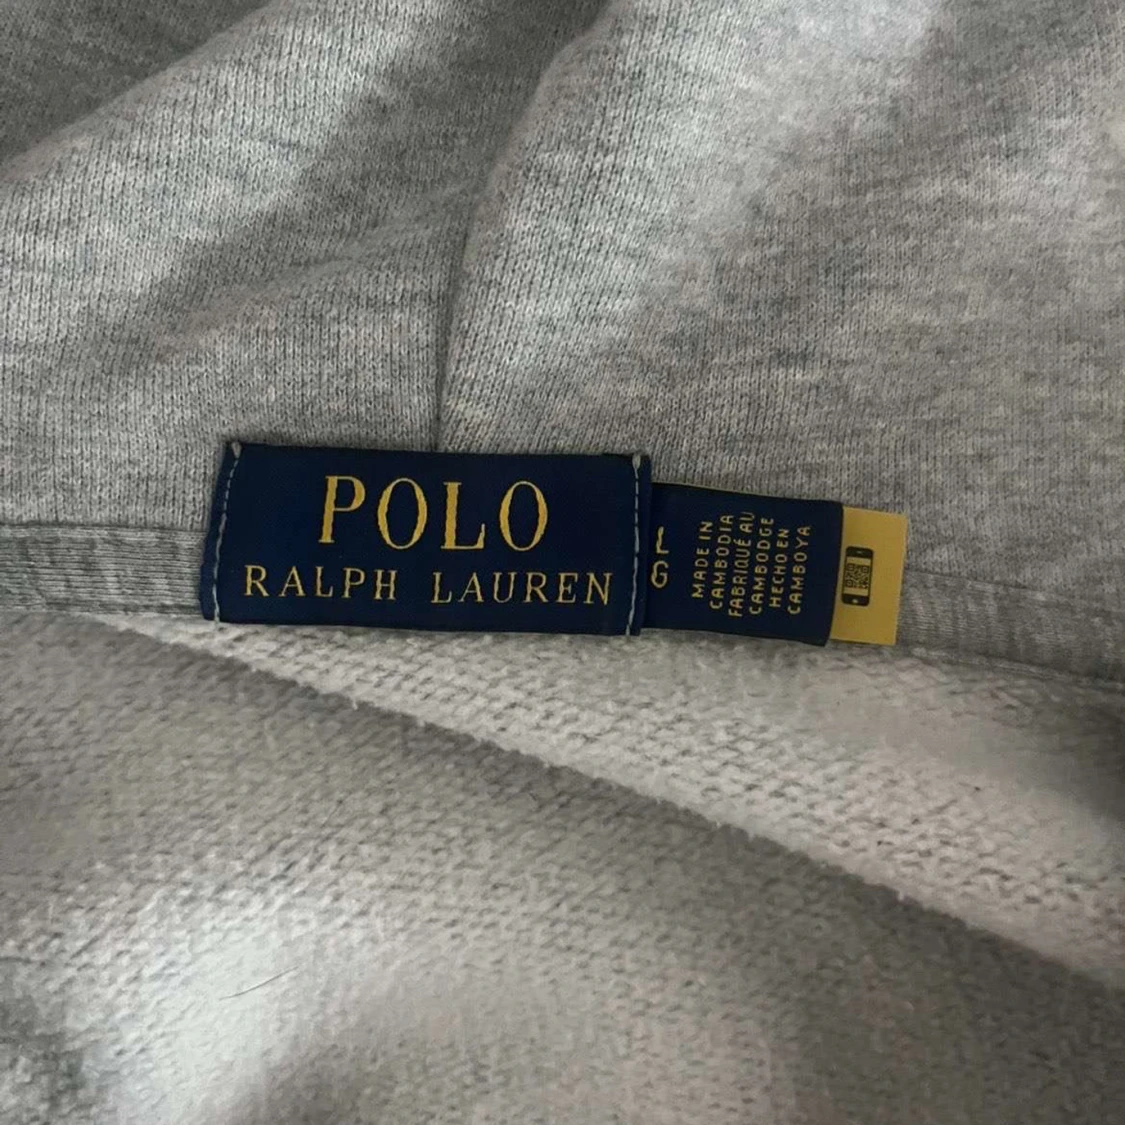 POLO
RALPH LAUREN
L
G
MADE IN
CAMBODIA
FABRIQUÉ AU
CAMBODGE
HECHO EN
CAMBOYA